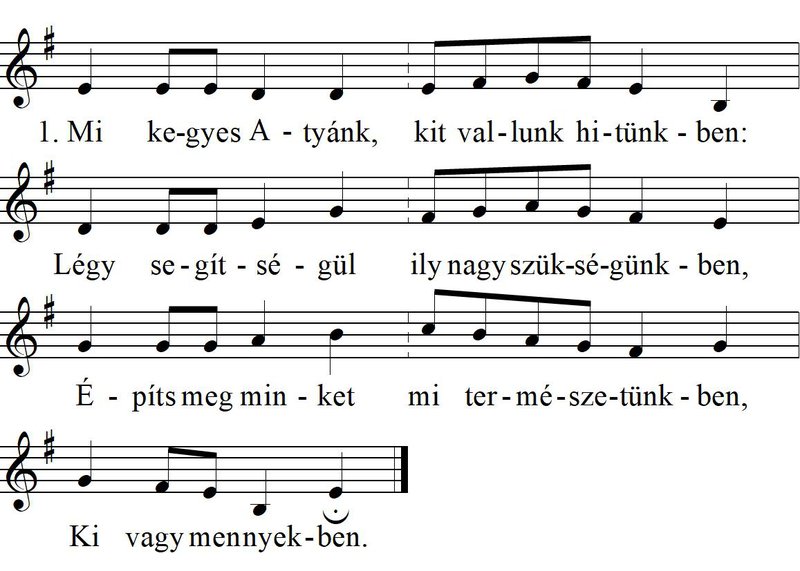 1. Mi ke-gyes A - tyánk, kit val-lunk hi-tünk-ben:
Légy se-gít-sé-gül ily nagy szük-sé-günk-ben,
É-píts meg min-ket mi ter-mé-sze-tünk-ben,
Ki vagy mennyek-ben.